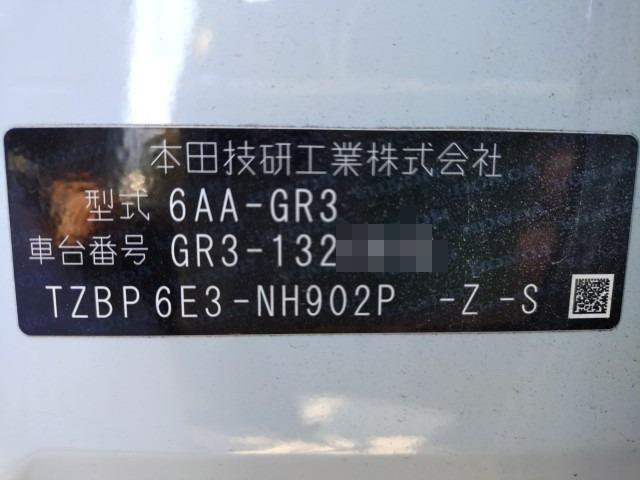 本田技研工業株式会社
型式 6AA-GR3
車台番号 GR3-132
TZBP 6E3-NH902P -Z-S